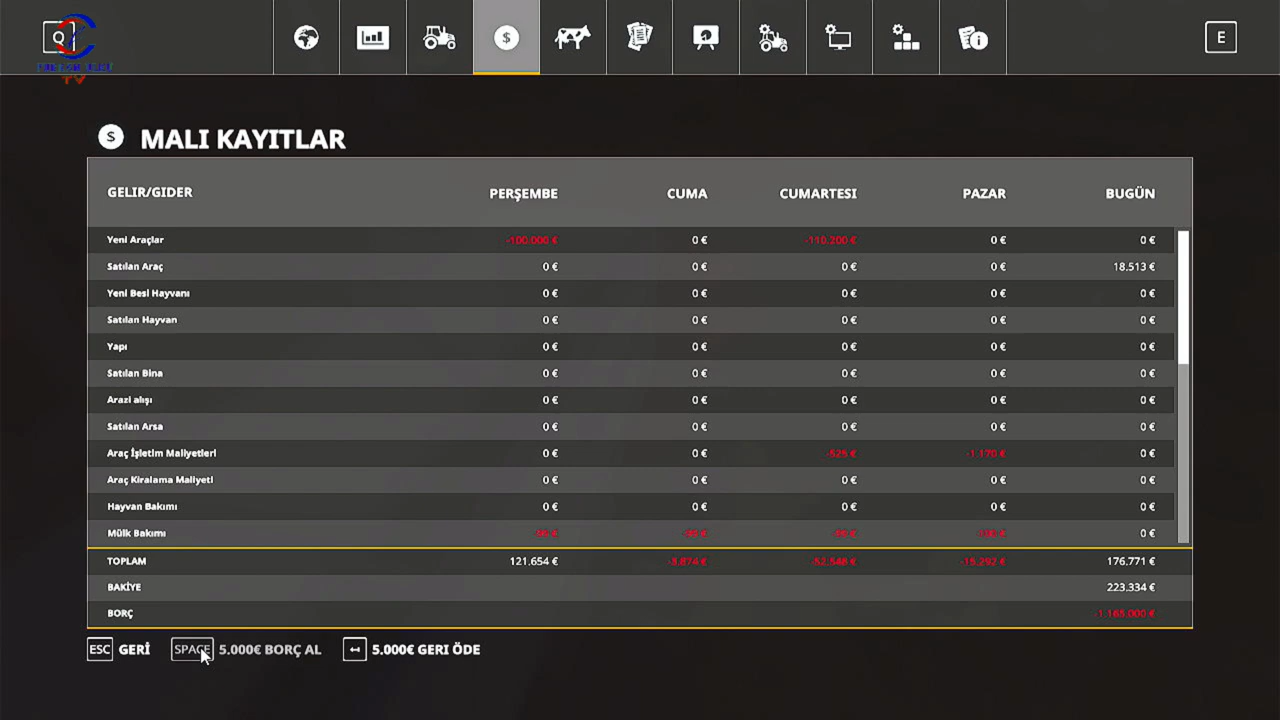 Q
TV
E
S MALI KAYITLAR
GELIR/GIDER PERŞEMBE CUMA CUMARTESI PAZAR BUGÜN
Yeni Araçlar -100.000 € 0 € -110.200 € 0 € 0 €
Satılan Araç 0 € 0 € 0 € 0 € 18.513 €
Yeni Besi Hayvanı 0 € 0 € 0 € 0 € 0 €
Satılan Hayvan 0 € 0 € 0 € 0 € 0 €
Yapı 0 € 0 € 0 € 0 € 0 €
Satılan Bina 0 € 0 € 0 € 0 € 0 €
Arazi alışı 0 € 0 € 0 € 0 € 0 €
Satılan Arsa 0 € 0 € 0 € 0 € 0 €
Araç İşletim Maliyetleri 0 € 0 € -525 € -1.170 € 0 €
Araç Kiralama Maliyeti 0 € 0 € 0 € 0 € 0 €
Hayvan Bakımı 0 € 0 € 0 € 0 € 0 €
Mülk Bakımı 0 €
TOPLAM 121.654 € -52.548 € 176.771 €
BAKİYE 223.334 €
BORÇ -1.165.000 €
ESC GERİ SPACE 5.000€ BORÇ AL 5.000€ GERI ÖDE